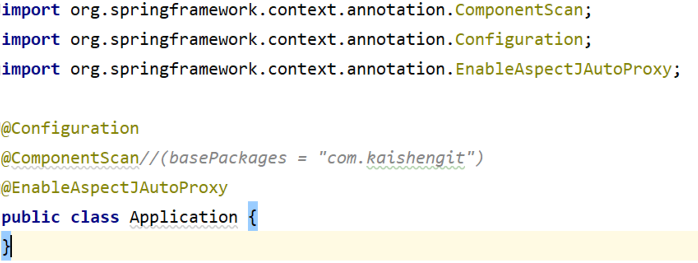 import org.springframework.context.annotation.ComponentScan;
import org.springframework.context.annotation.Configuration;
import org.springframework.context.annotation.EnableAspectJAutoProxy;
@Configuration
@ComponentScan//(basePackages = "com.kaishengit")
@EnableAspectJAutoProxy
public class Application {
}